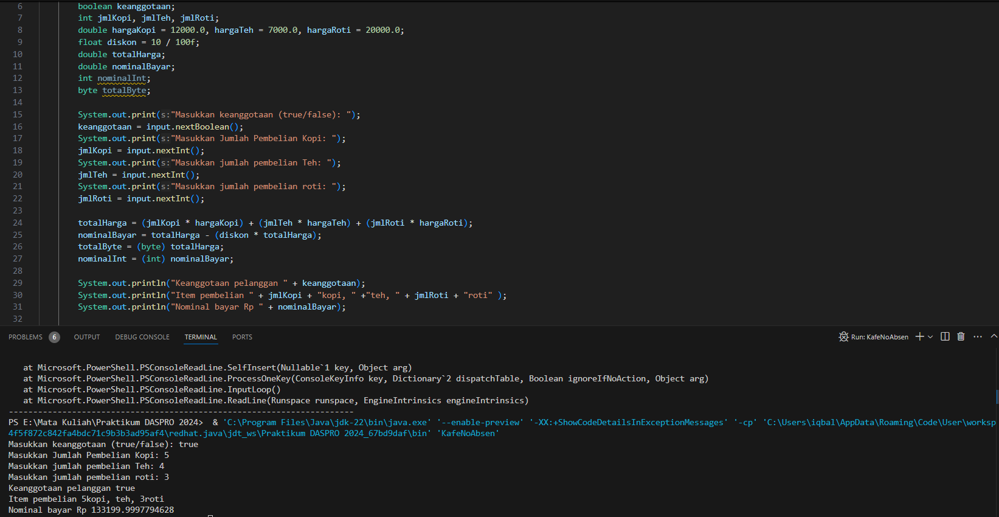 6 boolean keanggotaan;
7 int jmlKopi, jmlTeh, jmlRoti;
8 double hargaKopi = 12000.0, hargaTeh = 7000.0, hargaRoti = 20000.0;
9 float diskon = 10 / 100f;
10 double totalHarga;
11 double nominalBayar;
12 int nominalInt;
13 byte totalByte;
14
15 System.out.print(s:"Masukkan keanggotaan (true/false): ");
16 keanggotaan = input.nextBoolean();
17 System.out.print(s:"Masukkan Jumlah Pembelian Kopi: ");
18 jmlKopi = input.nextInt();
19 System.out.print(s:"Masukkan jumlah pembelian Teh: ");
20 jmlTeh = input.nextInt();
21 System.out.print(s:"Masukkan jumlah pembelian roti: ");
22 jmlRoti = input.nextInt();
23
24 totalHarga = (jmlKopi * hargaKopi) + (jmlTeh * hargaTeh) + (jmlRoti * hargaRoti);
25 nominalBayar = totalHarga - (diskon * totalHarga);
26 totalByte = (byte) totalHarga;
27 nominalInt = (int) nominalBayar;
28
29 System.out.println("Keanggotaan pelanggan " + keanggotaan);
30 System.out.println("Item pembelian " + jmlKopi + "kopi, " +"teh, " + jmlRoti + "roti" );
31 System.out.println("Nominal bayar Rp " + nominalBayar);
32
PROBLEMS 6 OUTPUT DEBUG CONSOLE TERMINAL PORTS Run: KafeNoAbsen
at Microsoft.PowerShell.PSConsoleReadLine.SelfInsert(Nullable`1 key, Object arg)
at Microsoft.PowerShell.PSConsoleReadLine.ProcessOneKey(ConsoleKeyInfo key, Dictionary`2 dispatchTable, Boolean ignoreIfNoAction, Object arg)
at Microsoft.PowerShell.PSConsoleReadLine.InputLoop()
at Microsoft.PowerShell.PSConsoleReadLine.ReadLine(Runspace runspace, EngineIntrinsics engineIntrinsics)
-----------------------------------------------------------------------
PS E:\Mata Kuliah\Praktikum DASPRO 2024>  & 'C:\Program Files\Java\jdk-22\bin\java.exe' '--enable-preview' '-XX:+ShowCodeDetailsInExceptionMessages' '-cp' 'C:\Users\iqbal\AppData\Roaming\Code\User\worksp
4f5f872c842fa4bdc71c9b3b3ad95af4\redhat.java\jdt_ws\Praktikum DASPRO 2024_67bd9daf\bin' 'KafeNoAbsen'
Masukkan keanggotaan (true/false): true
Masukkan Jumlah Pembelian Kopi: 5
Masukkan jumlah pembelian Teh: 4
Masukkan jumlah pembelian roti: 3
Keanggotaan pelanggan true
Item pembelian 5kopi, teh, 3roti
Nominal bayar Rp 133199.9997794628